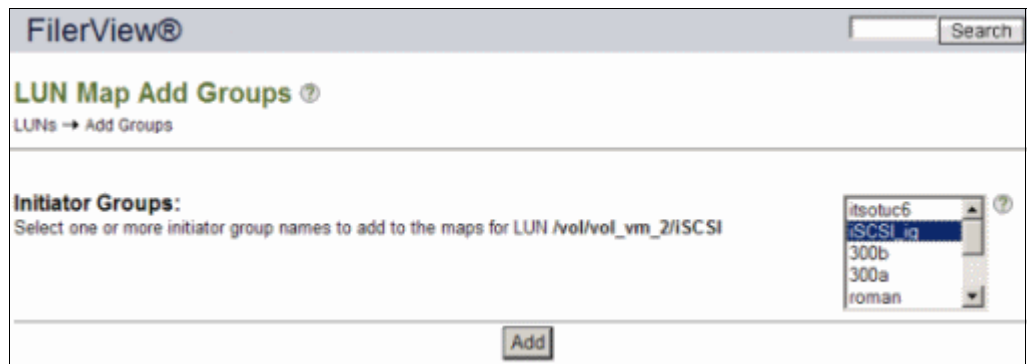 FilerView®
Search
LUN Map Add Groups ?
LUNs → Add Groups
Initiator Groups:
Select one or more initiator group names to add to the maps for LUN /vol/vol_vm_2/iSCSI
?
itsotuc6
iSCSI_ig
300b
300a
roman
Add